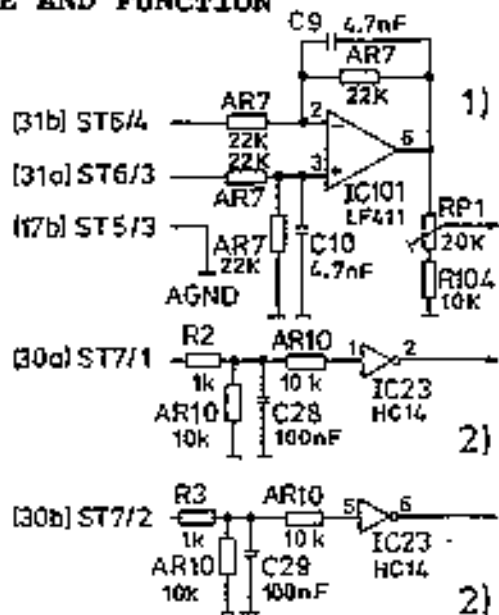 E AND FUNCTION
C9 4.7nF
AR7
22K
1)
[31b] ST6/4
AR7
22K
2
6
[31a] ST6/3
22K
AR7
3
IC101
LF411
[17b] ST5/3
AGND
AR7
22K
C10
4.7nF
RP1
20K
R104
10K
[30a] ST7/1
R2
1k
AR10
10k
1
2
IC23
HC14
AR10
10k
C28
100nF
2)
[30b] ST7/2
R3
1k
AR10
10k
5
6
IC23
HC14
AR10
10k
C29
100nF
2)